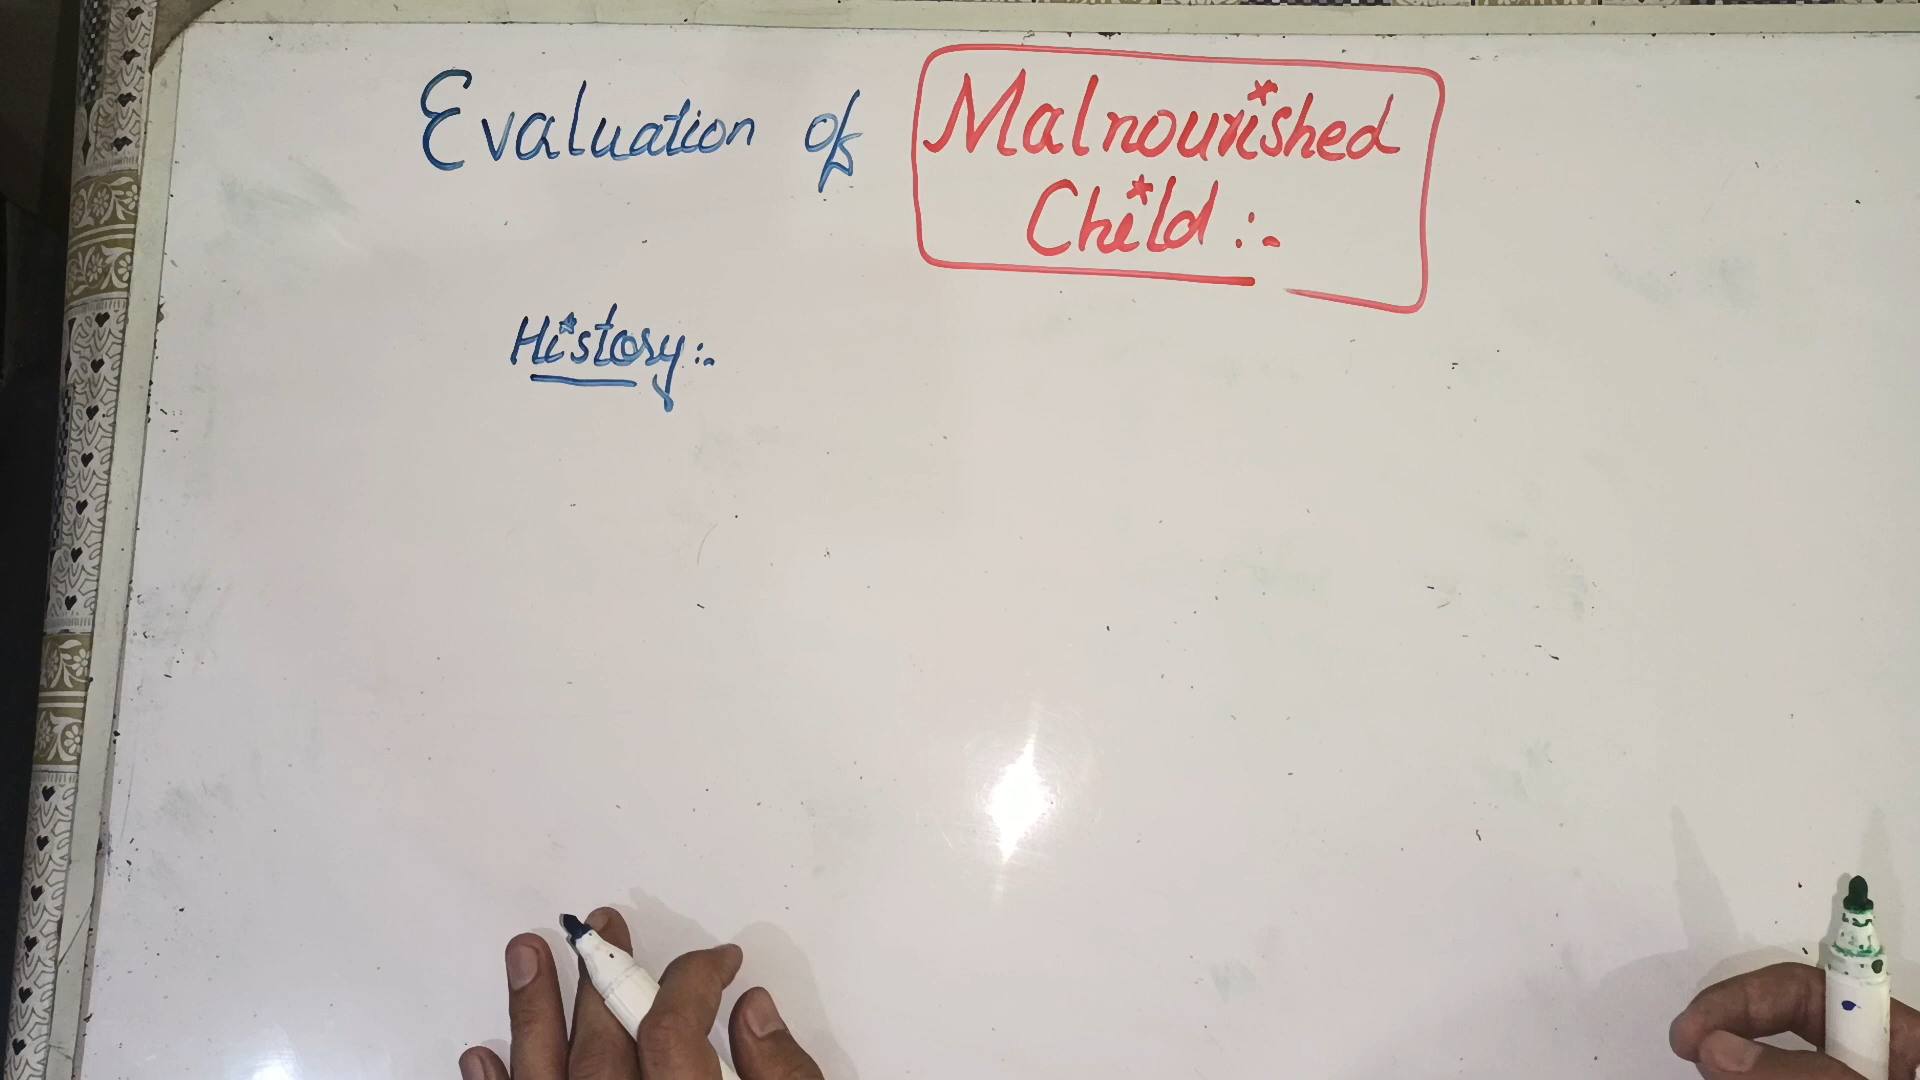 Evaluation of Malnourished
Child :-
History :-